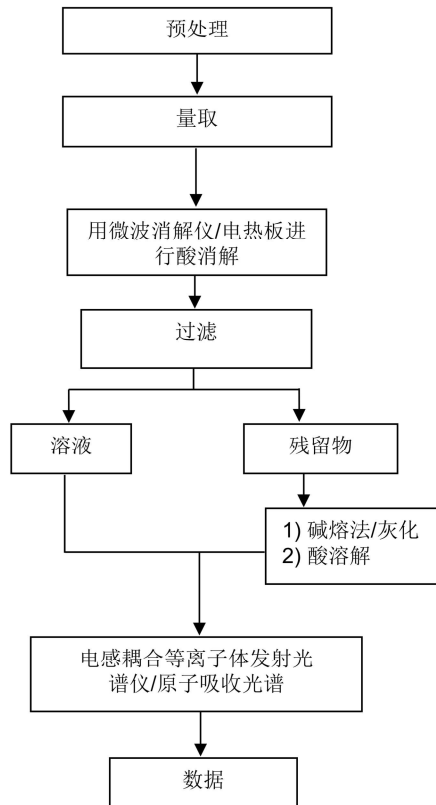 预处理
量取
用微波消解仪/电热板进
行酸消解
过滤
溶液
残留物
1) 碱熔法/灰化
2) 酸溶解
电感耦合等离子体发射光
谱仪/原子吸收光谱
数据